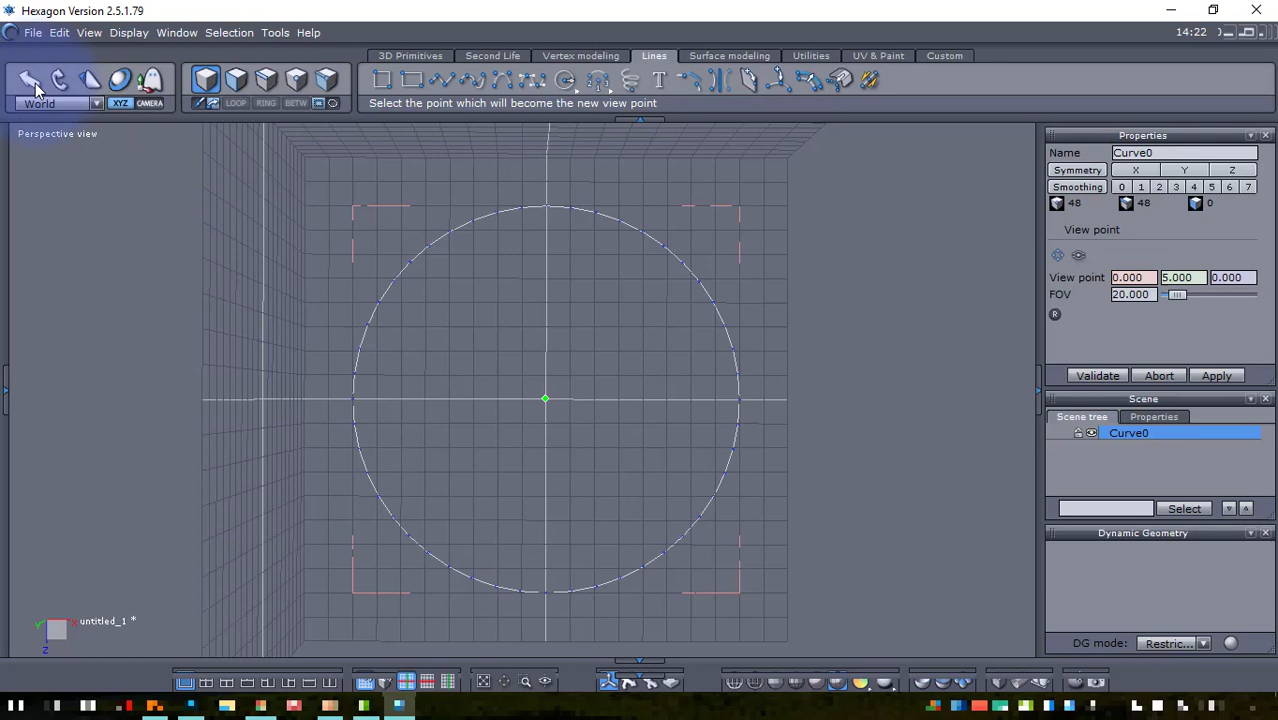 Hexagon Version 2.5.1.79
File Edit View Display Window Selection Tools Help
14:22
3D Primitives Second Life Vertex modeling Lines Surface modeling Utilities UV & Paint Custom
World XYZ CAMERA LOOP RING BETW Select the point which will become the new view point
Perspective view
Properties
Name Curve0
Symmetry X Y Z
Smoothing 0 1 2 3 4 5 6 7
48 48 0
View point
View point 0.000 5.000 0.000
FOV 20.000
R
Validate Abort Apply
Scene
Scene tree Properties
Curve0
Select
Dynamic Geometry
Y X untitled_1 *
Z
DG mode: Restric...